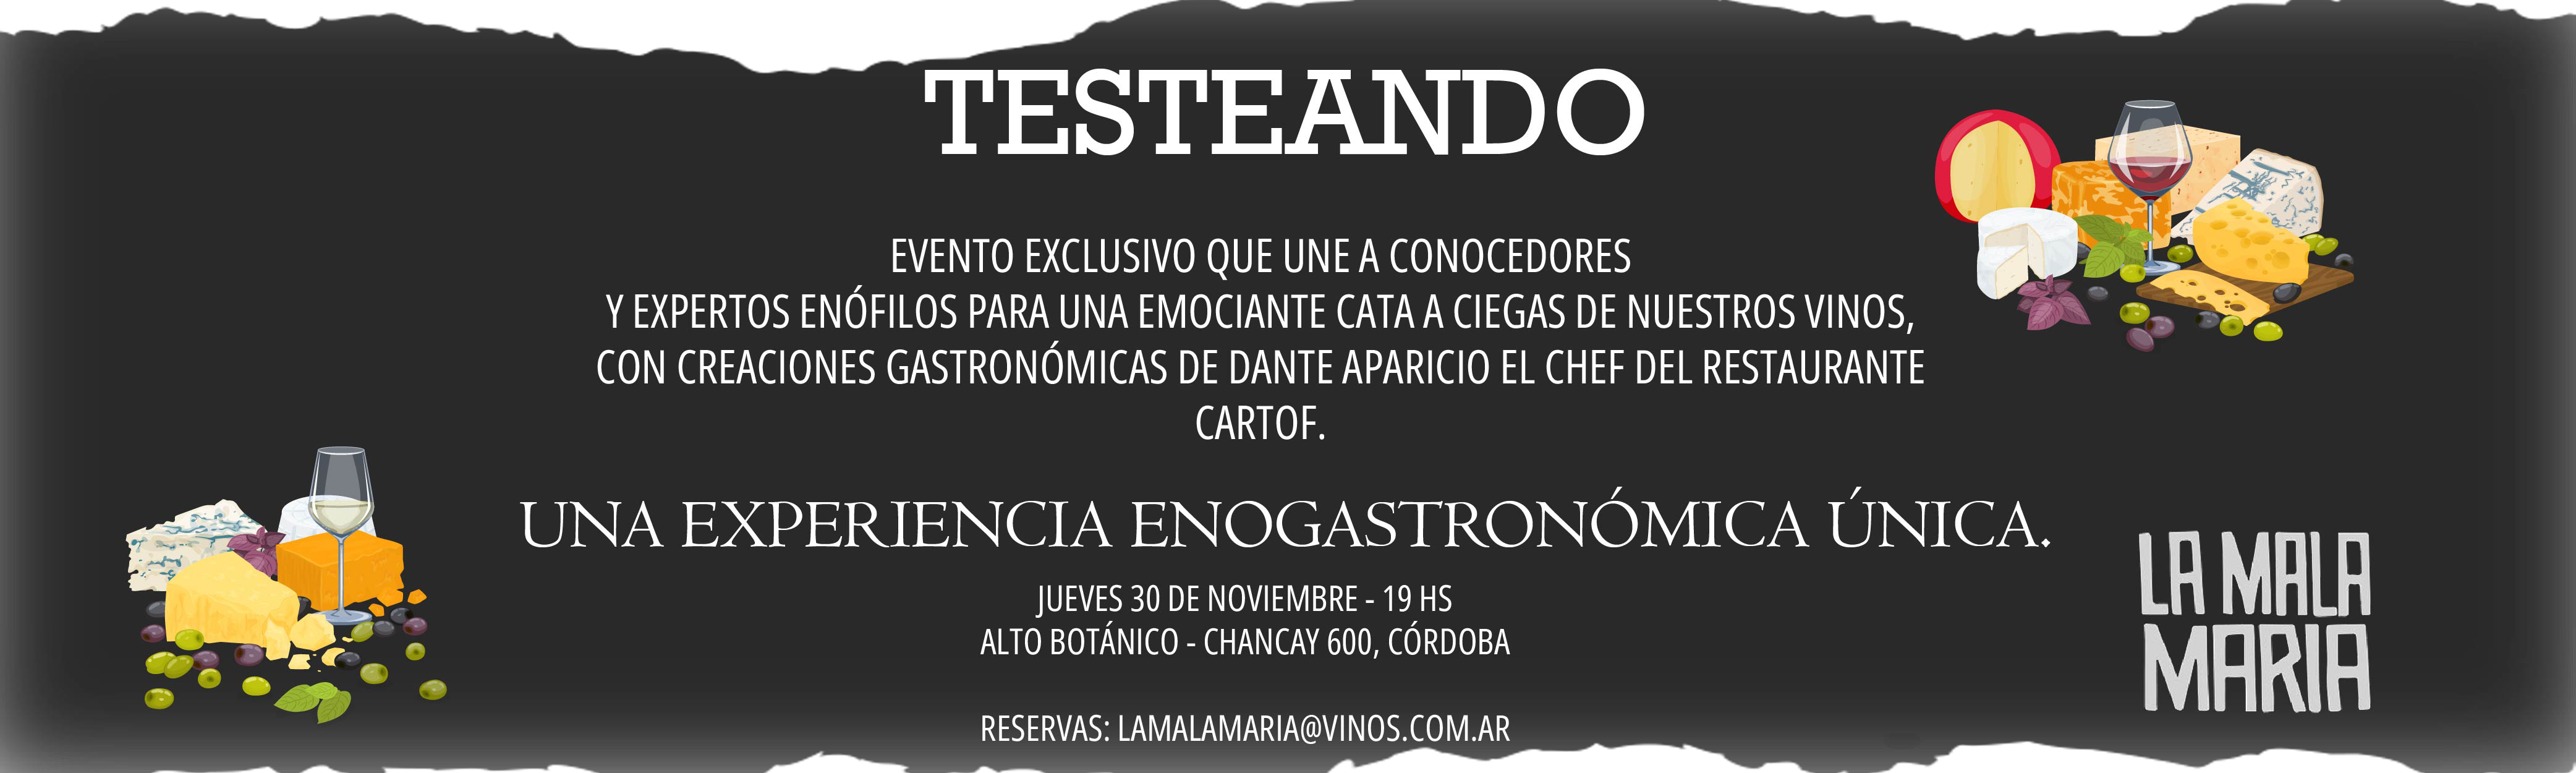 TESTEANDO
EVENTO EXCLUSIVO QUE UNE A CONOCEDORES
Y EXPERTOS ENÓFILOS PARA UNA EMOCIANTE CATA A CIEGAS DE NUESTROS VINOS,
CON CREACIONES GASTRONÓMICAS DE DANTE APARICIO EL CHEF DEL RESTAURANTE
CARTOF.
UNA EXPERIENCIA ENOGASTRONÓMICA ÚNICA.
JUEVES 30 DE NOVIEMBRE - 19 HS
ALTO BOTÁNICO - CHANCAY 600, CÓRDOBA
RESERVAS: LAMALAMARIA@VINOS.COM.AR
LA MALA
MARIA